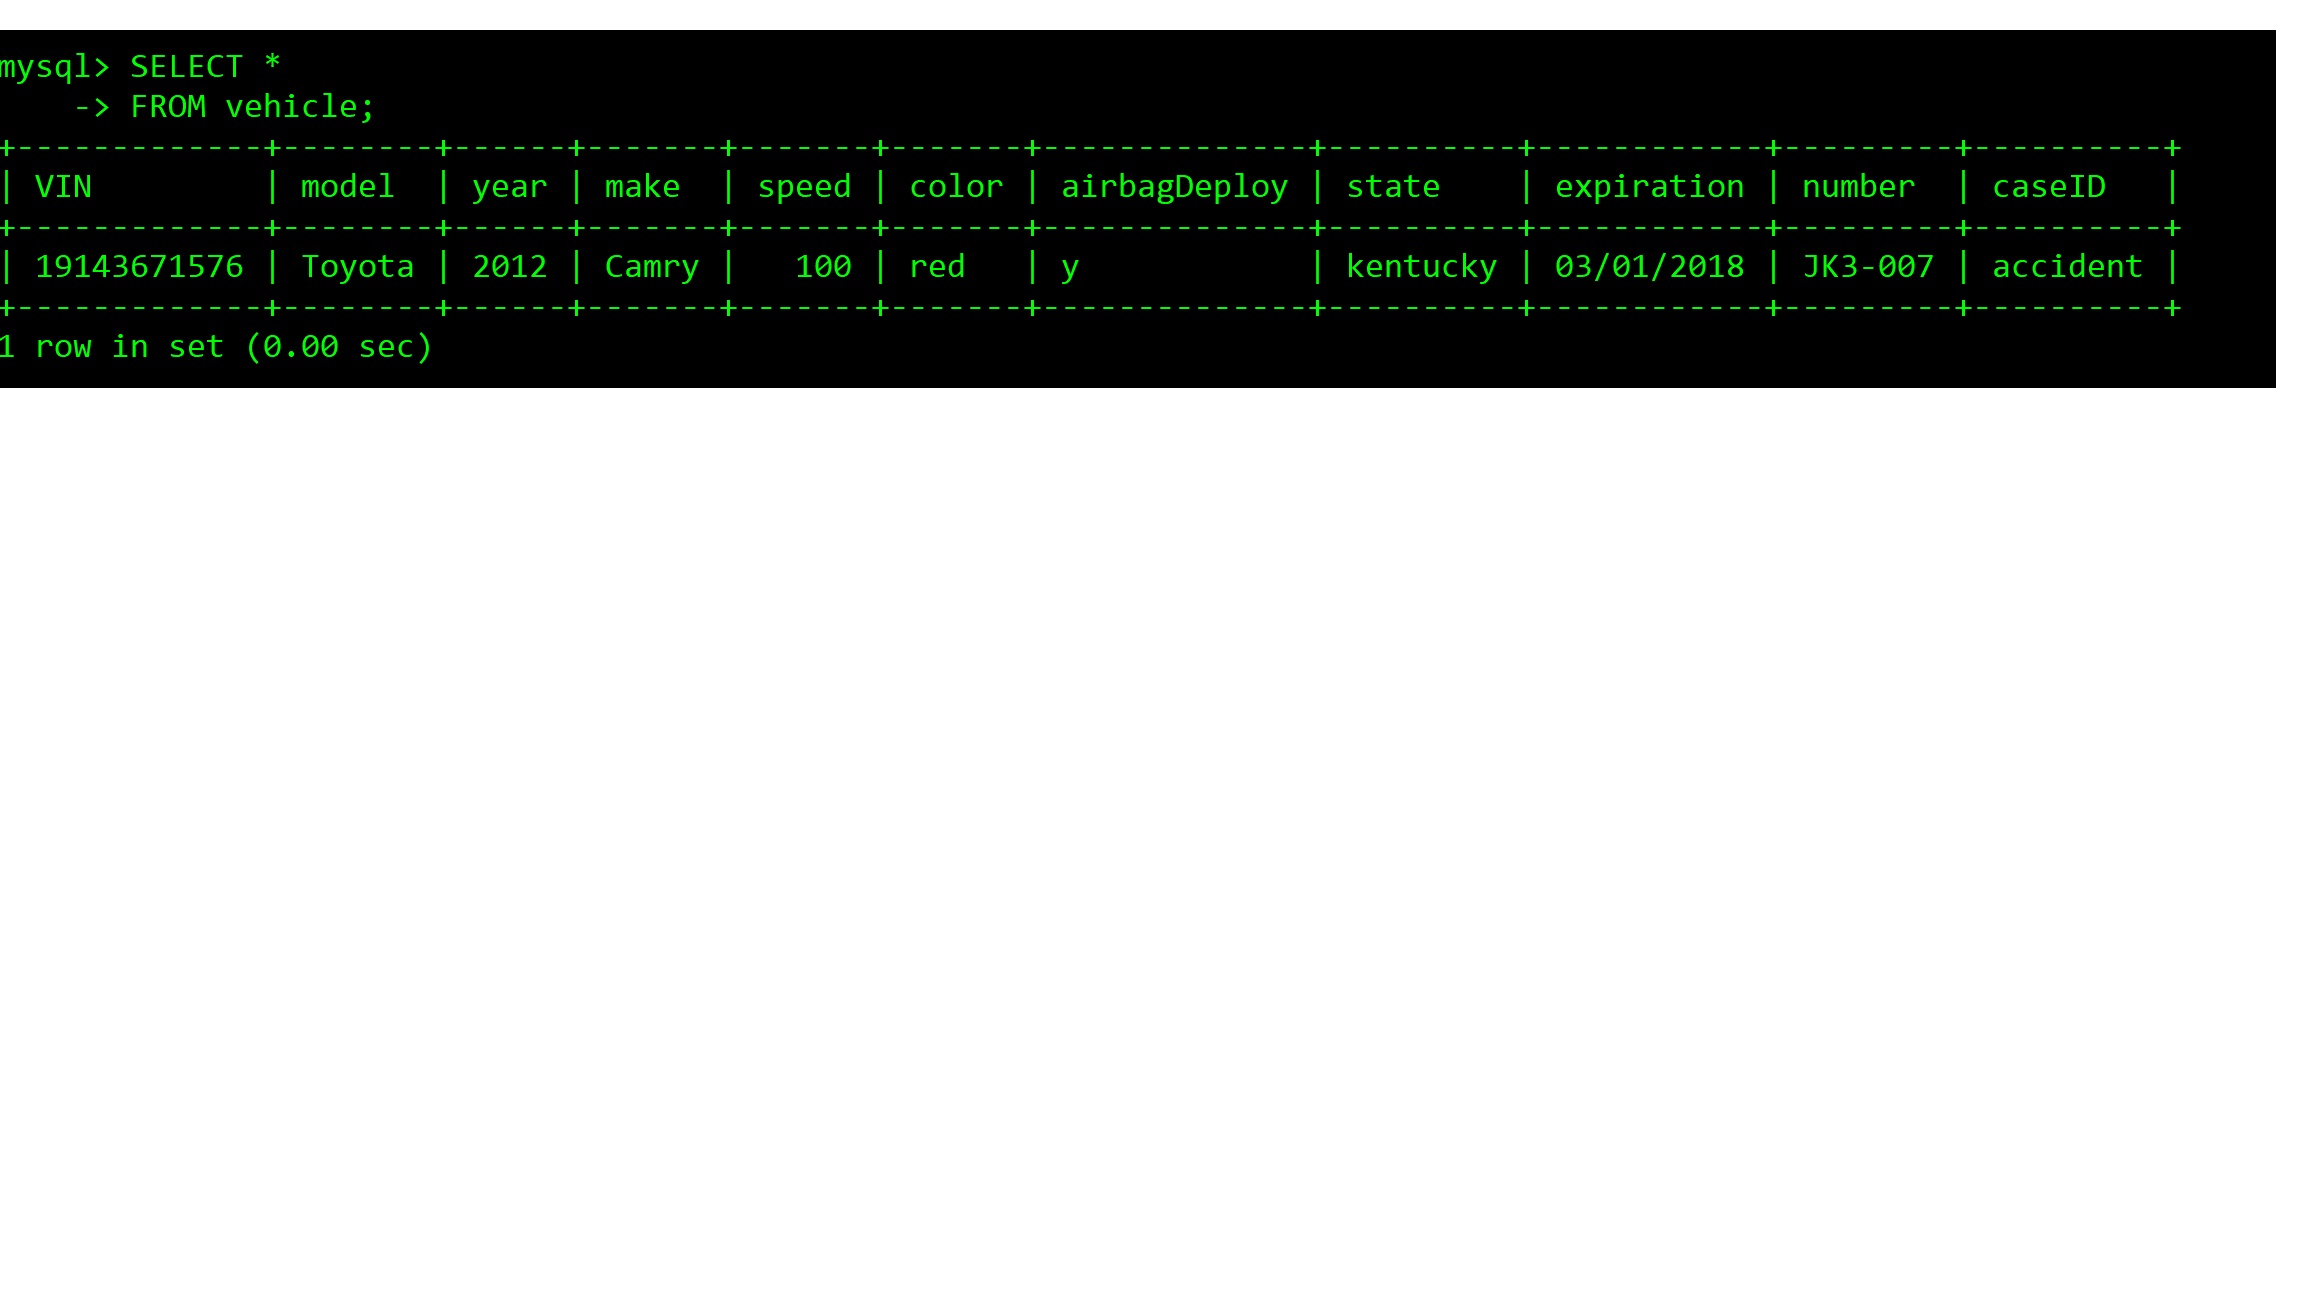 mysql> SELECT *
    -> FROM vehicle;
+-------------+--------+------+-------+-------+-------+--------------+----------+------------+---------+----------+
| VIN         | model  | year | make  | speed | color | airbagDeploy | state    | expiration | number  | caseID   |
+-------------+--------+------+-------+-------+-------+--------------+----------+------------+---------+----------+
| 19143671576 | Toyota | 2012 | Camry |   100 | red   | y            | kentucky | 03/01/2018 | JK3-007 | accident |
+-------------+--------+------+-------+-------+-------+--------------+----------+------------+---------+----------+
1 row in set (0.00 sec)